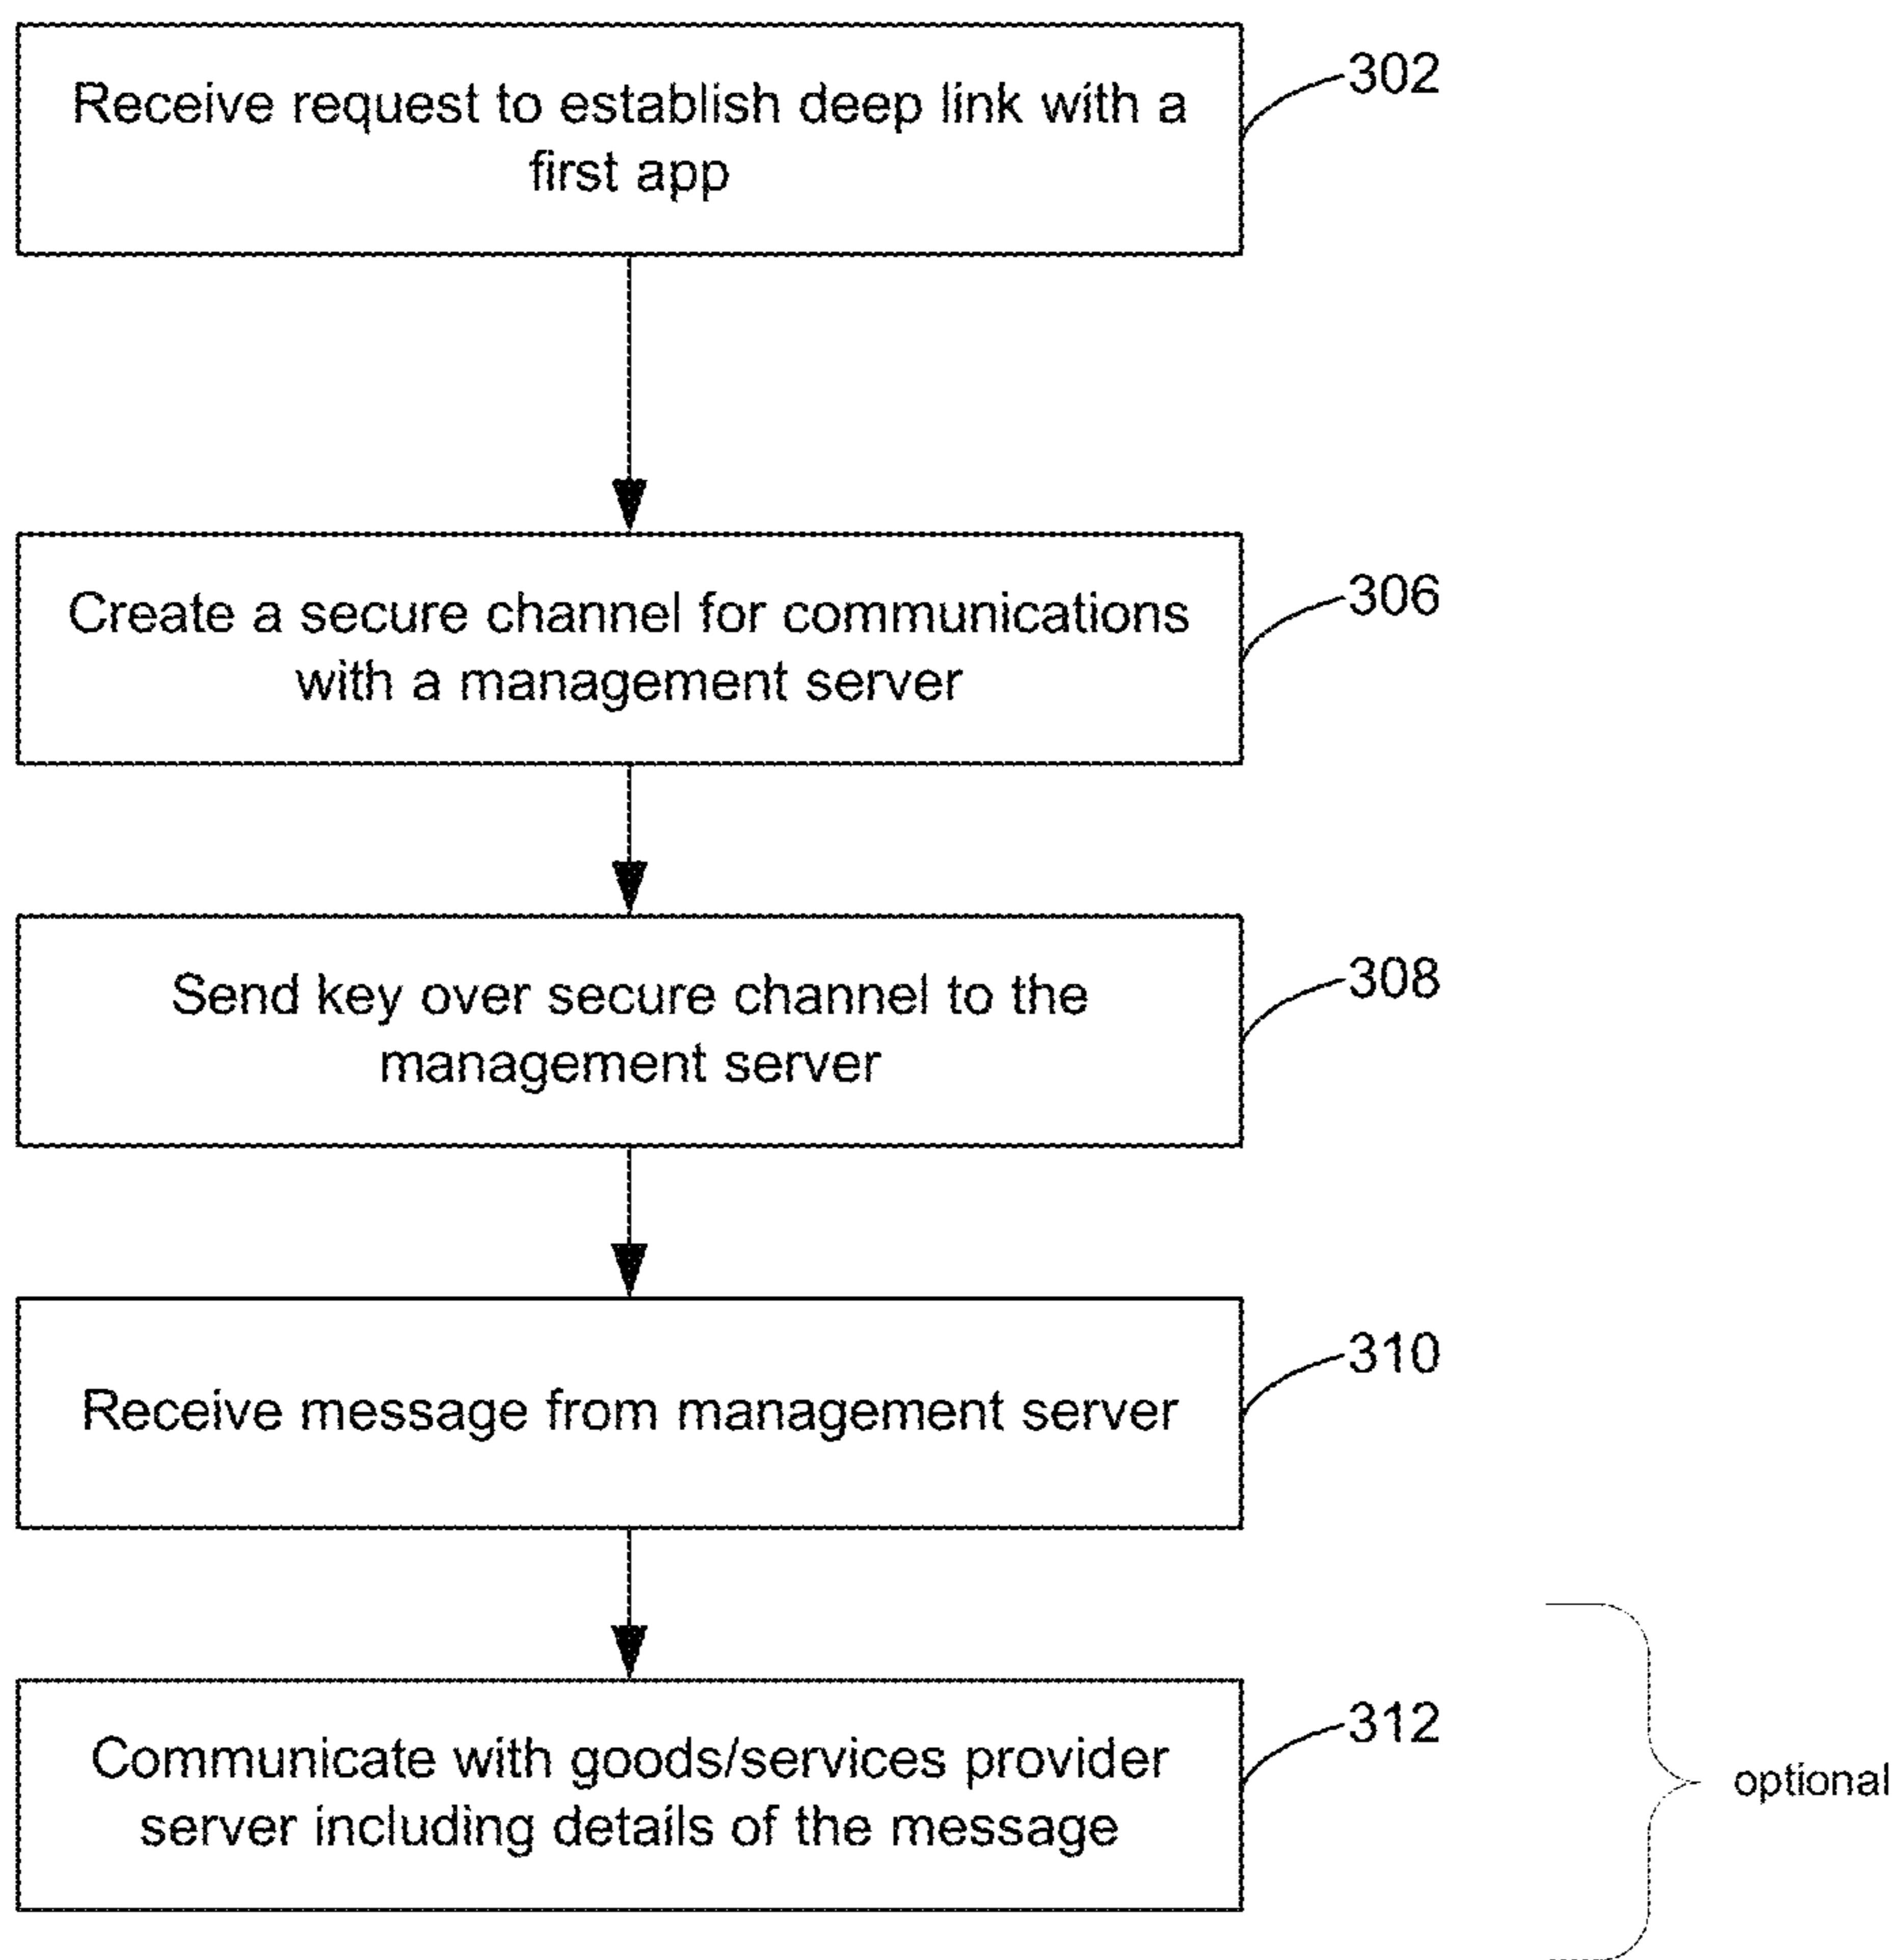 Receive request to establish deep link with a
first app
302
Create a secure channel for communications
with a management server
306
Send key over secure channel to the
management server
308
Receive message from management server
310
Communicate with goods/services provider
server including details of the message
312
optional